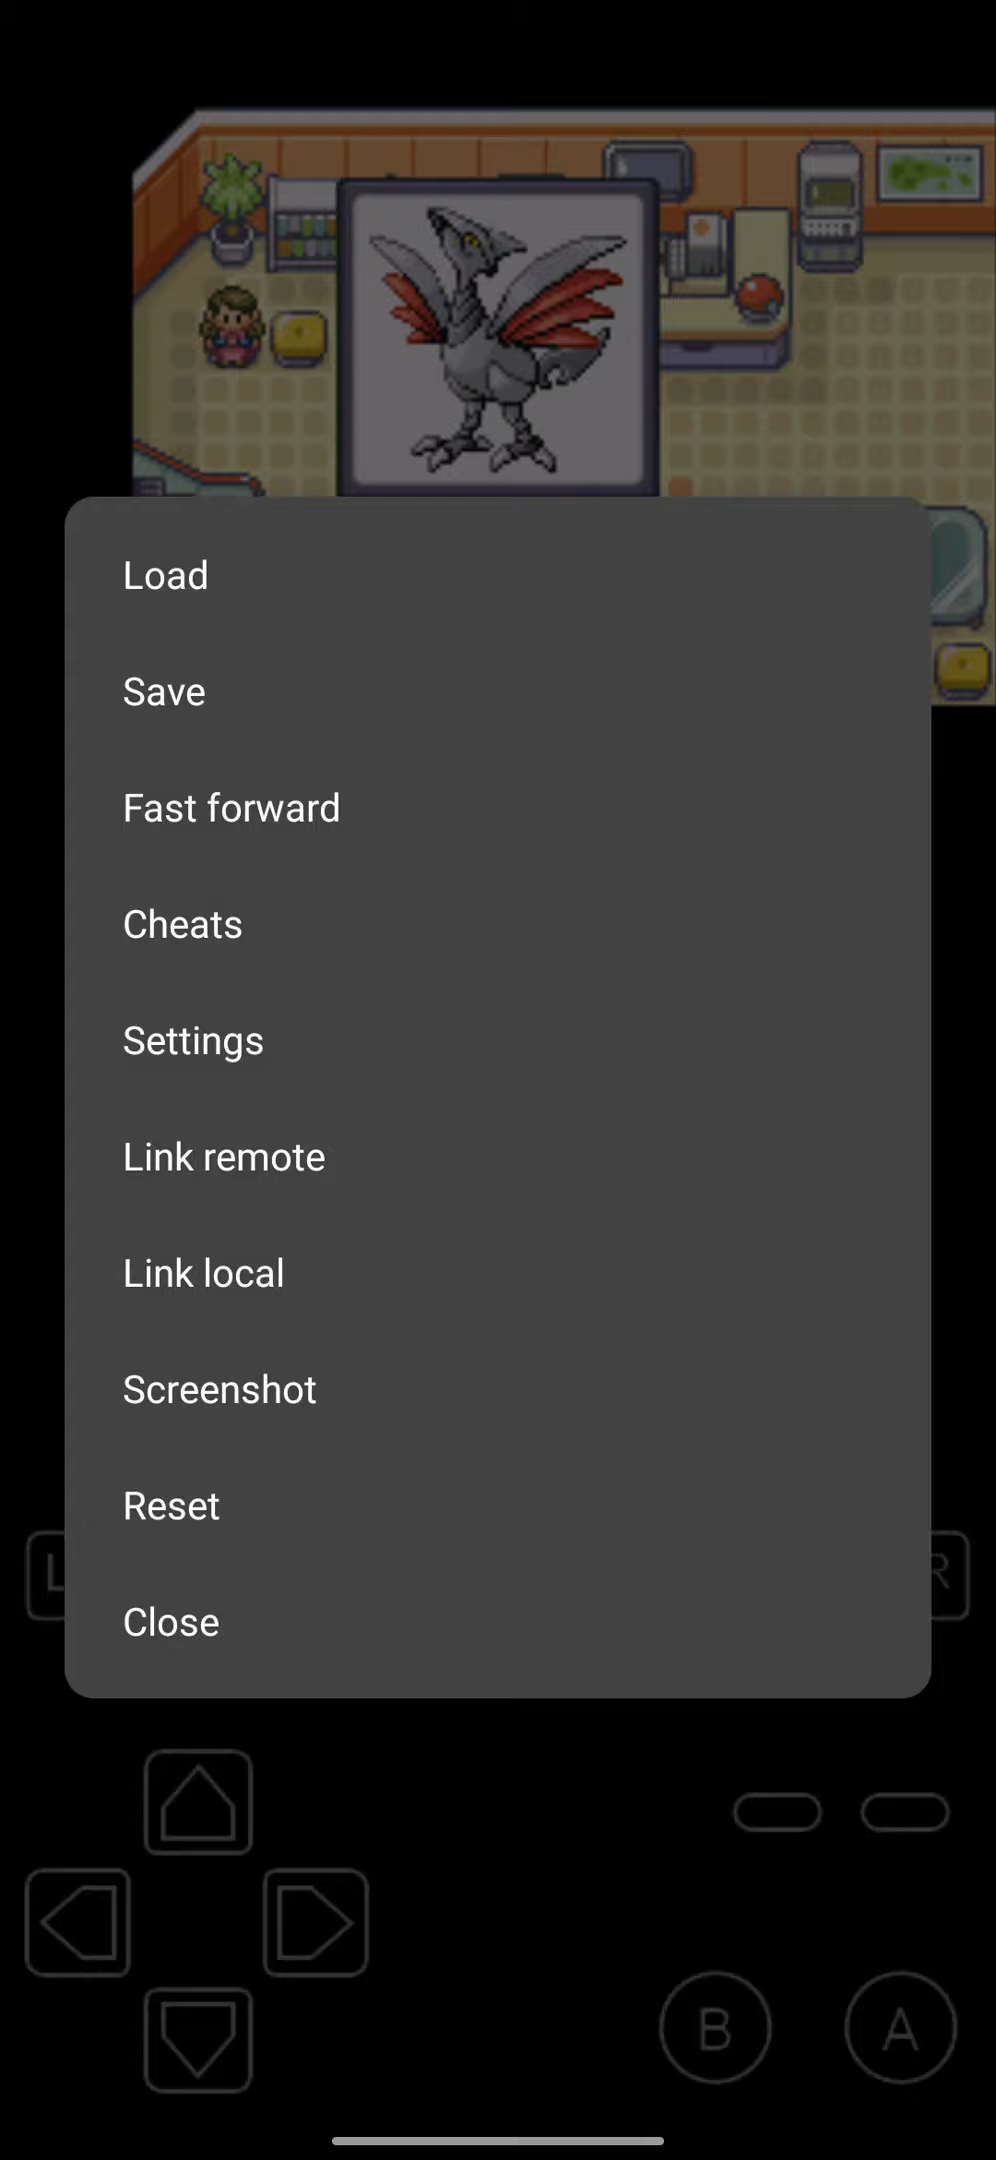 Load
Save
Fast forward
Cheats
Settings
Link remote
Link local
Screenshot
Reset
Close
L
R
B
A